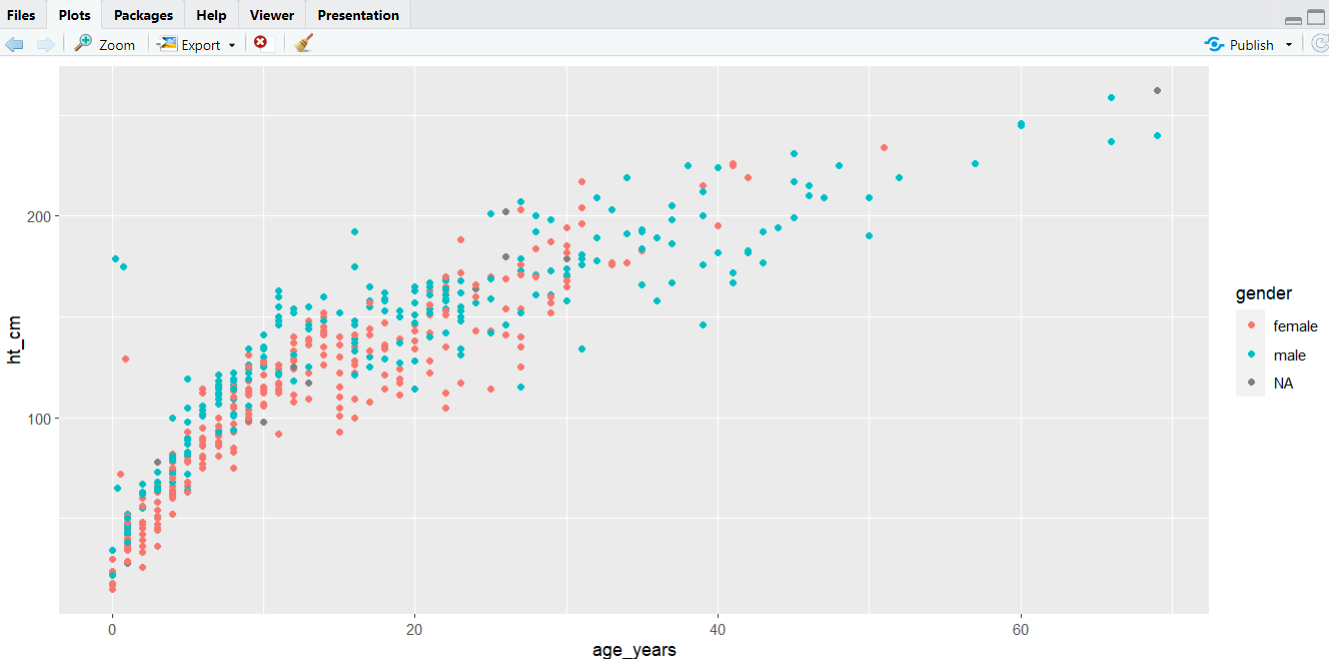 Files Plots Packages Help Viewer Presentation
Zoom Export Publish
200
100
ht_cm
0 20 40 60
age_years
gender
female
male
NA